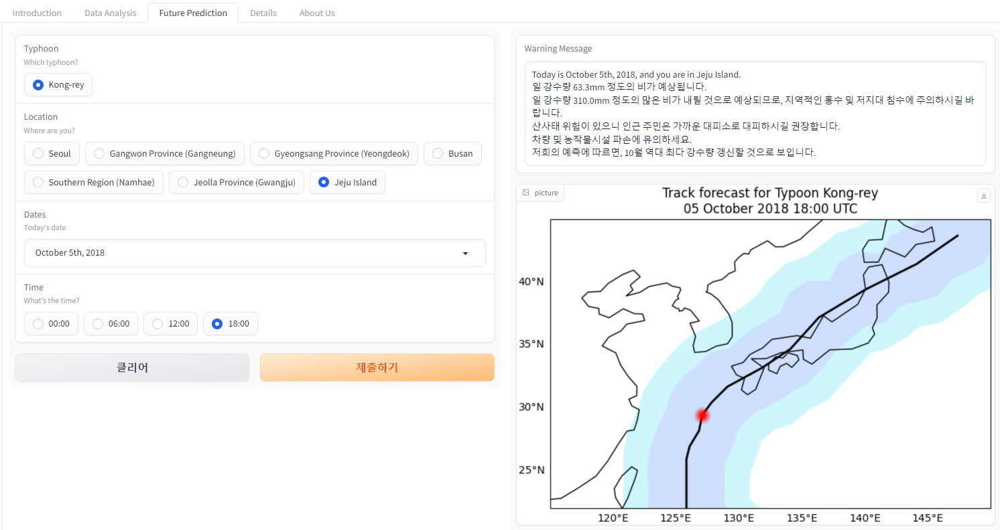 Introduction
Data Analysis
Future Prediction
Details
About Us
Typhoon
Which typhoon?
Kong-rey
Location
Where are you?
Seoul
Gangwon Province (Gangneung)
Gyeongsang Province (Yeongdeok)
Busan
Southern Region (Namhae)
Jeolla Province (Gwangju)
Jeju Island
Dates
Today's date
October 5th, 2018
Time
What's the time?
00:00
06:00
12:00
18:00
클리어
제출하기
Warning Message
Today is October 5th, 2018, and you are in Jeju Island.
일 강수량 63.3mm 정도의 비가 예상됩니다.
일 강수량 310.0mm 정도의 많은 비가 내릴 것으로 예상되므로, 지역적인 홍수 및 저지대 침수에 주의하시길 바
랍니다.
산사태 위험이 있으니 인근 주민은 가까운 대피소로 대피하시길 권장합니다.
차량 및 농작물시설 파손에 유의하세요.
저희의 예측에 따르면, 10월 역대 최다 강수량 갱신할 것으로 보입니다.
picture
Track forecast for Typoon Kong-rey
05 October 2018 18:00 UTC
40°N
35°N
30°N
25°N
120°E
125°E
130°E
135°E
140°E
145°E